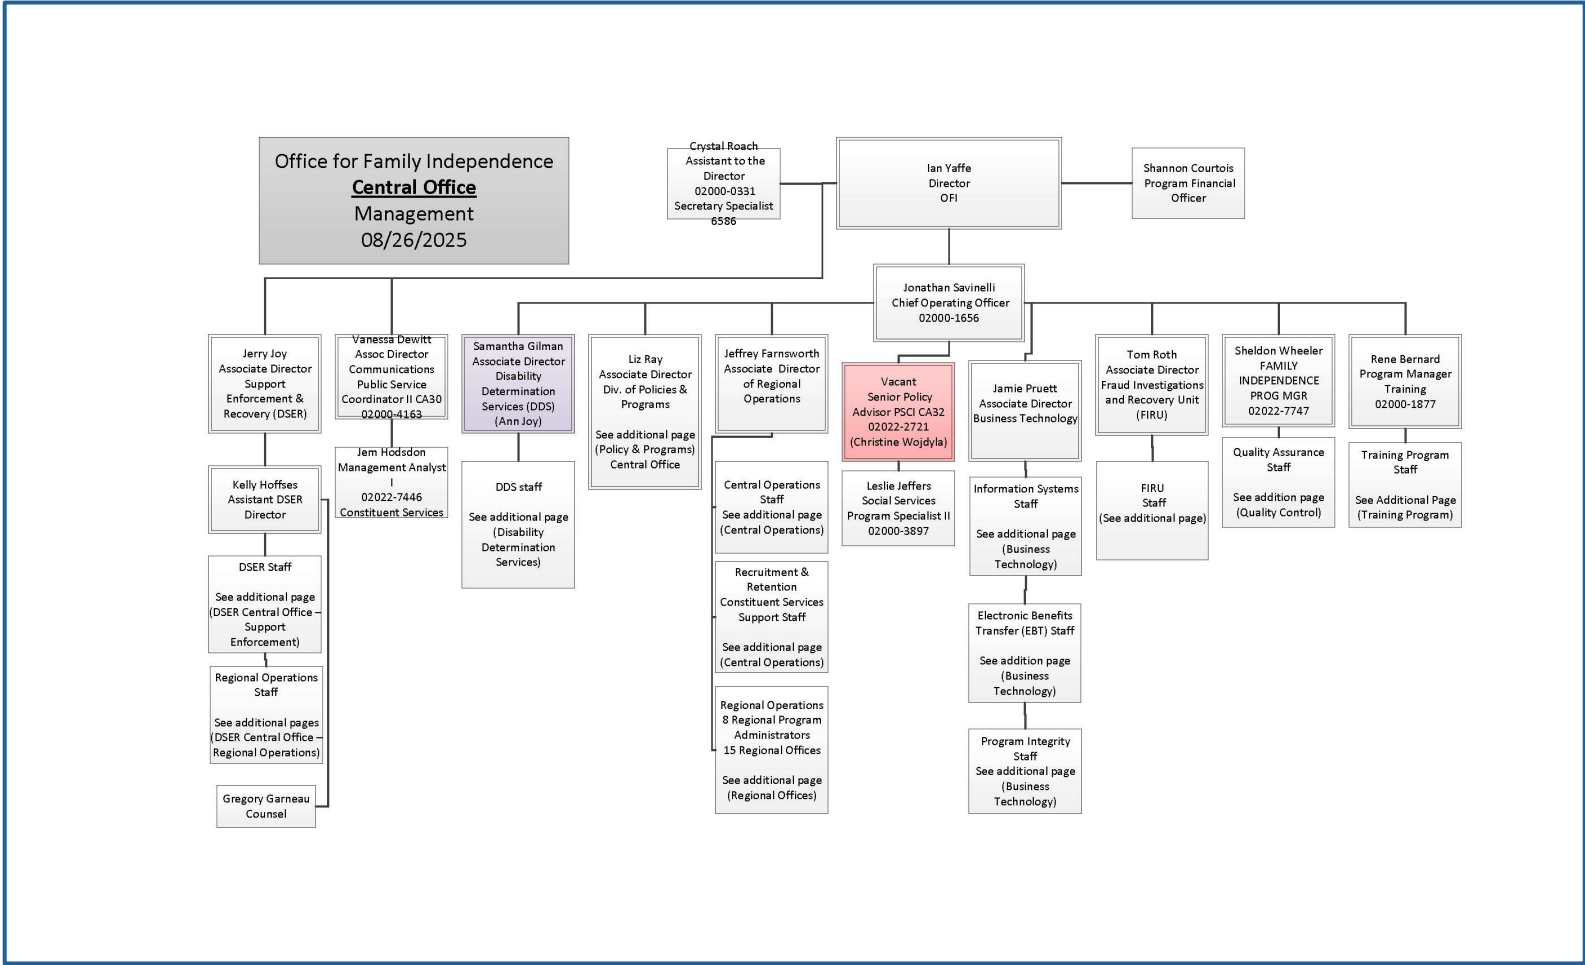 Office for Family Independence
Central Office
Management
08/26/2025
Crystal Roach
Assistant to the
Director
02000-0331
Secretary Specialist
6586
Ian Yaffe
Director
OFI
Shannon Courtois
Program Financial
Officer
Jonathan Savinelli
Chief Operating Officer
02000-1656
Jerry Joy
Associate Director
Support
Enforcement &
Recovery (DSER)
Vanessa Dewitt
Assoc Director
Communications
Public Service
Coordinator II CA30
02000-4163
Samantha Gilman
Associate Director
Disability
Determination
Services (DDS)
(Ann Joy)
Liz Ray
Associate Director
Div. of Policies &
Programs
See additional page
(Policy & Programs)
Central Office
Jeffrey Farnsworth
Associate Director
of Regional
Operations
Vacant
Senior Policy
Advisor PSCI CA32
02022-2721
(Christine Wojdyla)
Jamie Pruett
Associate Director
Business Technology
Tom Roth
Associate Director
Fraud Investigations
and Recovery Unit
(FIRU)
Sheldon Wheeler
FAMILY
INDEPENDENCE
PROG MGR
02022-7747
Rene Bernard
Program Manager
Training
02000-1877
Kelly Hoffses
Assistant DSER
Director
Jem Hodsdon
Management Analyst
I
02022-7446
Constituent Services
DDS staff
See additional page
(Disability
Determination
Services)
Central Operations
Staff
See additional page
(Central Operations)
Leslie Jeffers
Social Services
Program Specialist II
02000-3897
Information Systems
Staff
See additional page
(Business
Technology)
FIRU
Staff
(See additional page)
Quality Assurance
Staff
See addition page
(Quality Control)
Training Program
Staff
See Additional Page
(Training Program)
DSER Staff
See additional page
(DSER Central Office –
Support
Enforcement)
Recruitment &
Retention
Constituent Services
Support Staff
See additional page
(Central Operations)
Electronic Benefits
Transfer (EBT) Staff
See addition page
(Business
Technology)
Regional Operations
Staff
See additional pages
(DSER Central Office –
Regional Operations)
Regional Operations
8 Regional Program
Administrators
15 Regional Offices
See additional page
(Regional Offices)
Program Integrity
Staff
See additional page
(Business
Technology)
Gregory Garneau
Counsel